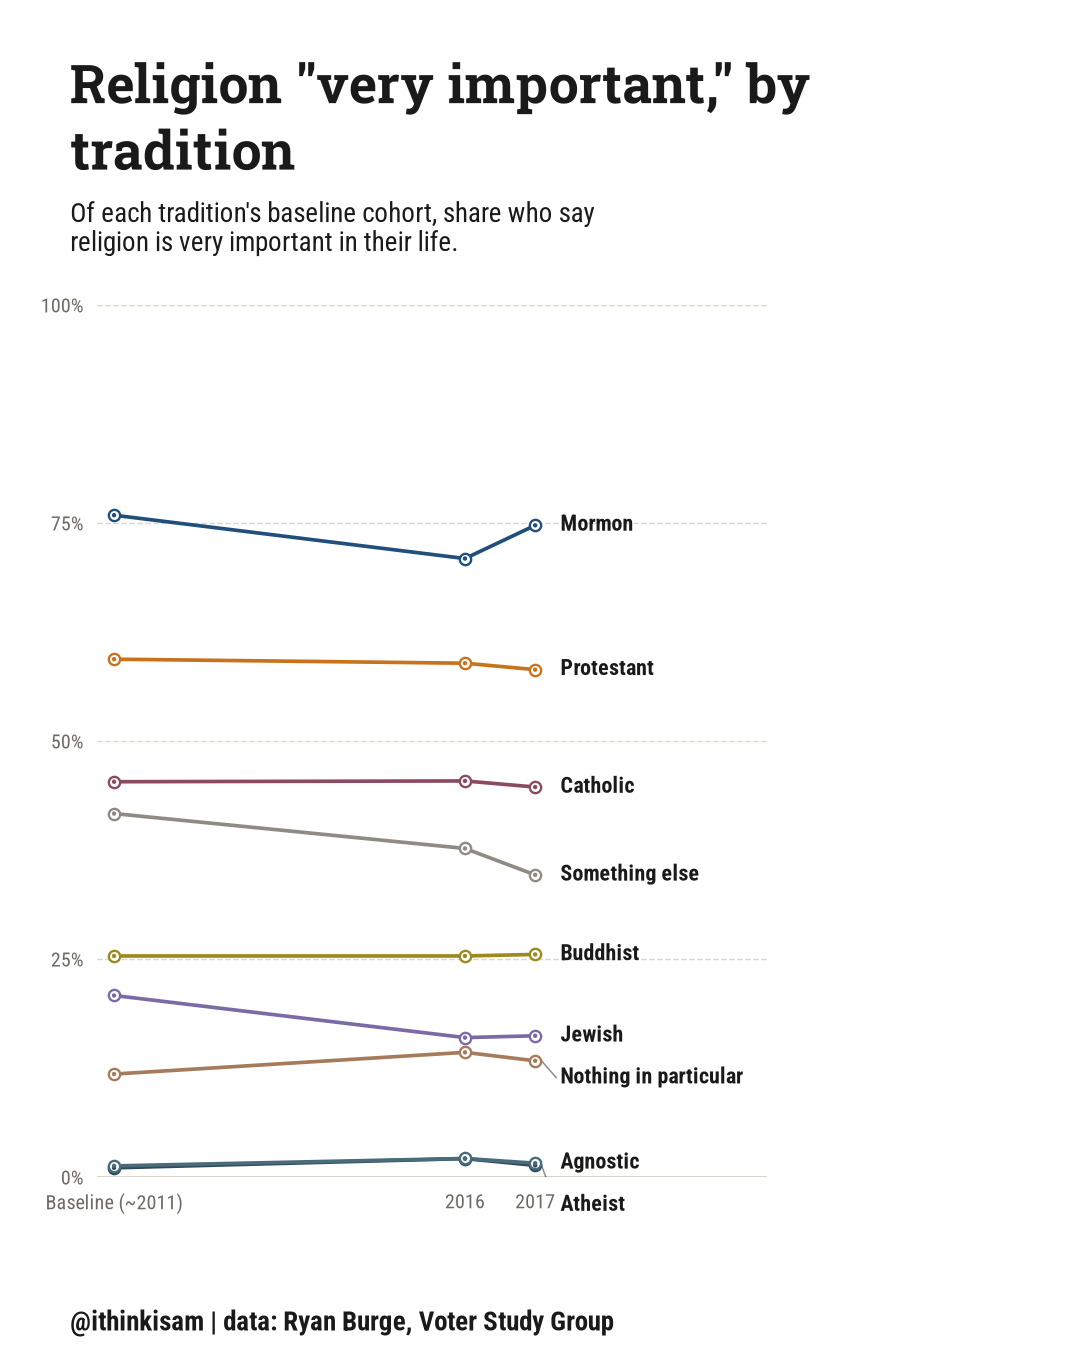 Religion "very important," by
tradition
Of each tradition's baseline cohort, share who say
religion is very important in their life.
100%
75%
Mormon
Protestant
50%
Catholic
Something else
Buddhist
25%
Jewish
Nothing in particular
Agnostic
0%
Baseline (~2011)
2016
2017
Atheist
@ithinkisam | data: Ryan Burge, Voter Study Group